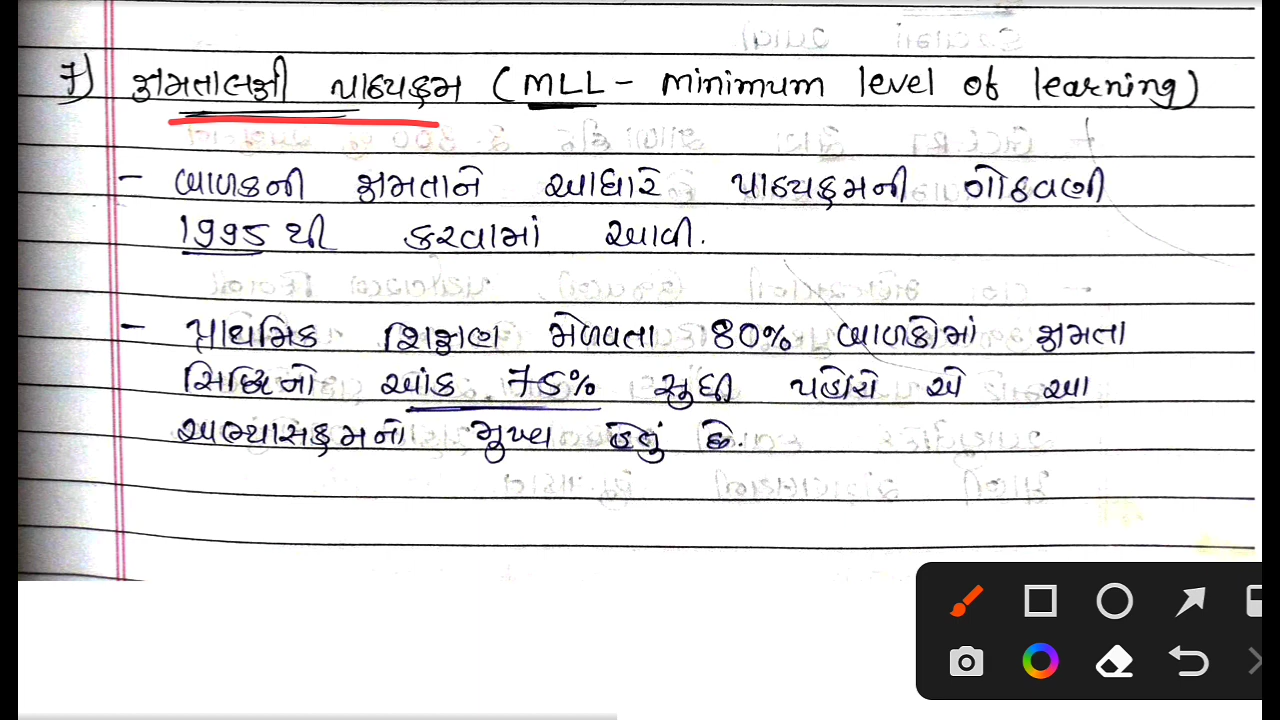 7) ક્ષમતાલક્ષી પાઠ્યક્રમ (MLL - minimum level of learning)
- બાળકની ક્ષમતાને આધારે પાઠ્યક્રમની ગોઠવણી
1995 થી કરવામાં આવી.
- પ્રાથમિક શિક્ષણ મેળવતા 80% બાળકોમાં ક્ષમતા
સિદ્ધિનો આંક 75% સુધી પહોંચે એ આ
અભ્યાસક્રમનો મુખ્ય હેતું છે.